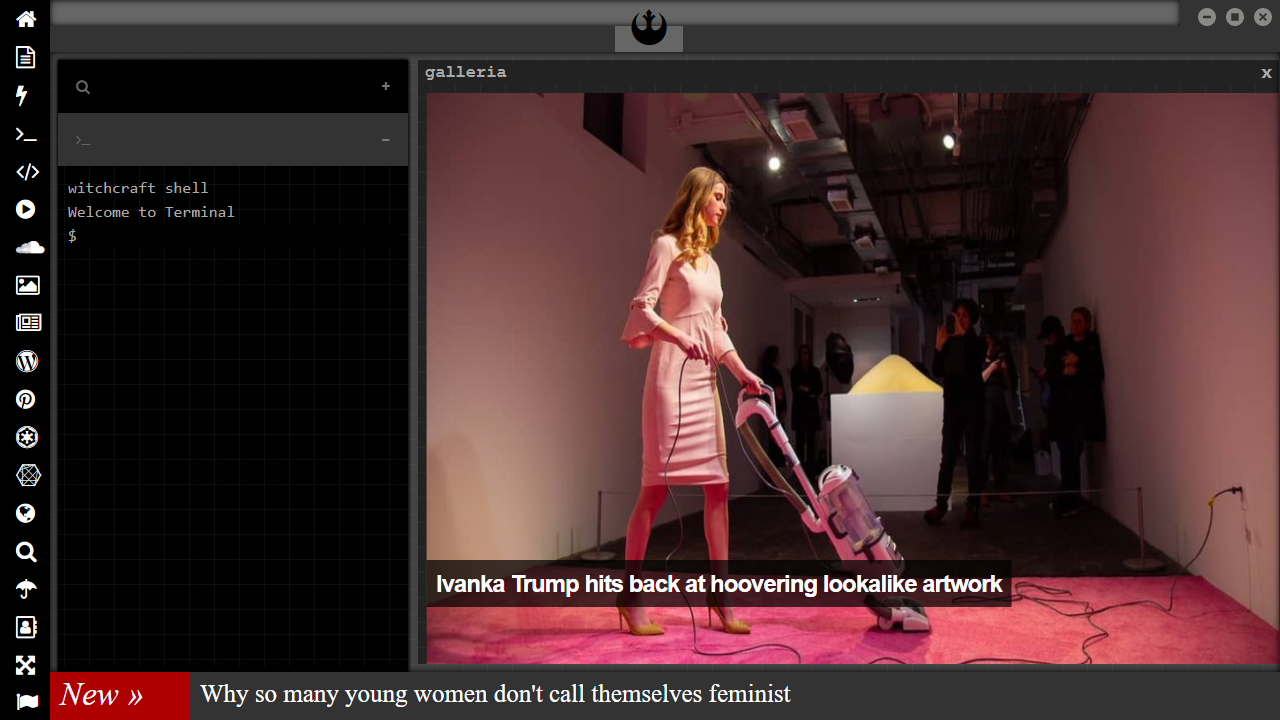 galleria
x
+
>_
−
witchcraft shell
Welcome to Terminal
$
Ivanka Trump hits back at hoovering lookalike artwork
New »
Why so many young women don't call themselves feminist